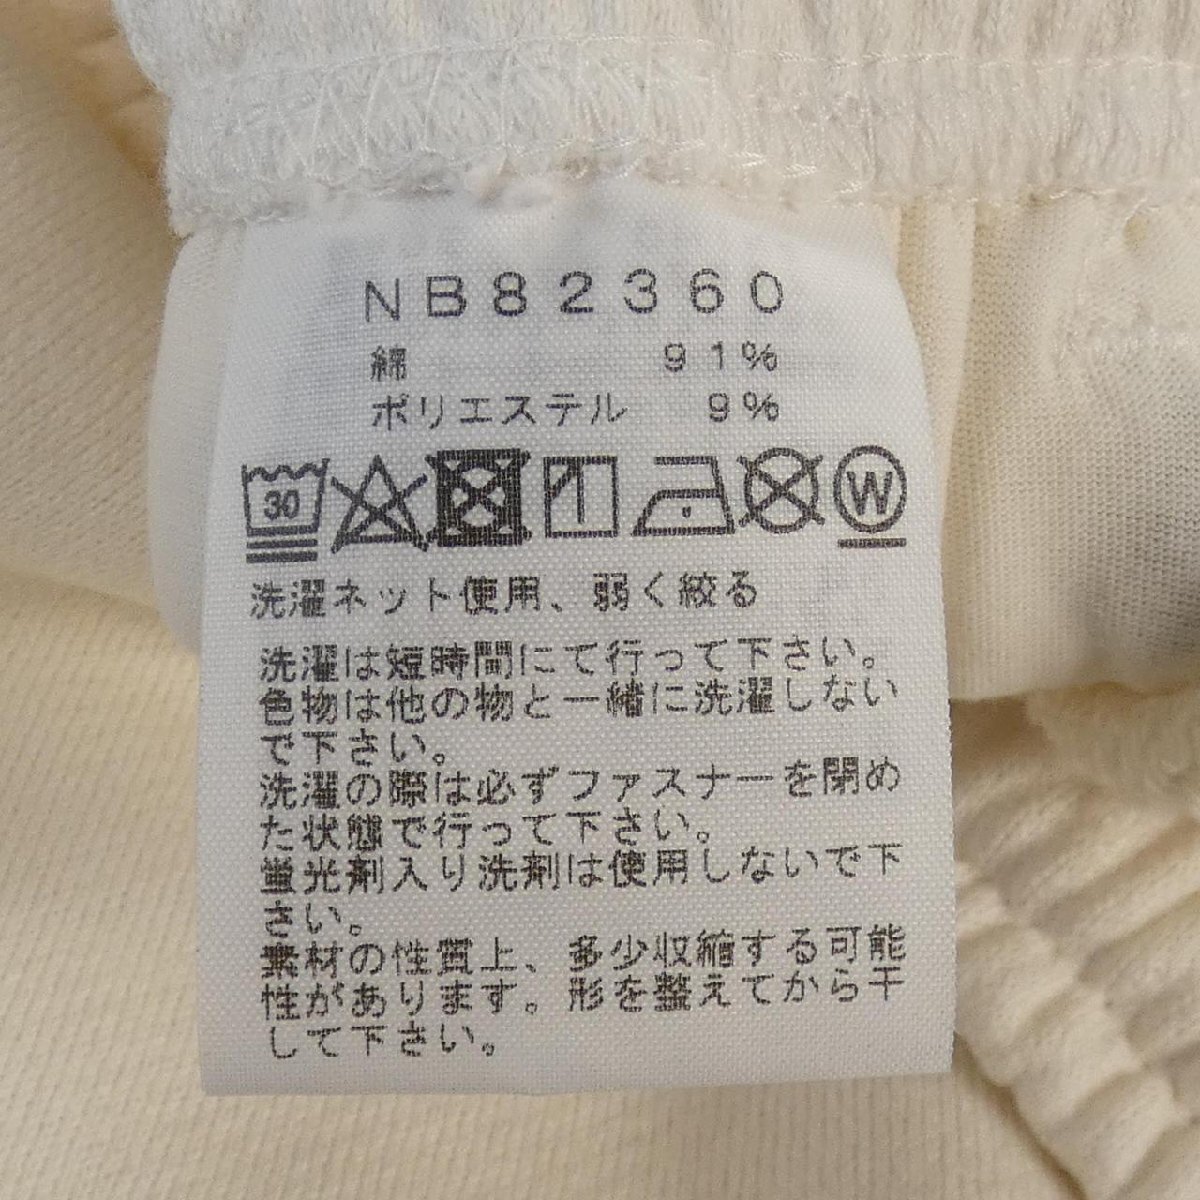 NB82360
綿 91%
ポリエステル 9%
30 W
洗濯ネット使用、弱く絞る
洗濯は短時間にて行って下さい。
色物は他の物と一緒に洗濯しない
で下さい。
洗濯の際は必ずファスナーを閉め
た状態で行って下さい。
蛍光剤入り洗剤は使用しないで下
さい。
素材の性質上、多少収縮する可能
性があります。形を整えてから干
して下さい。